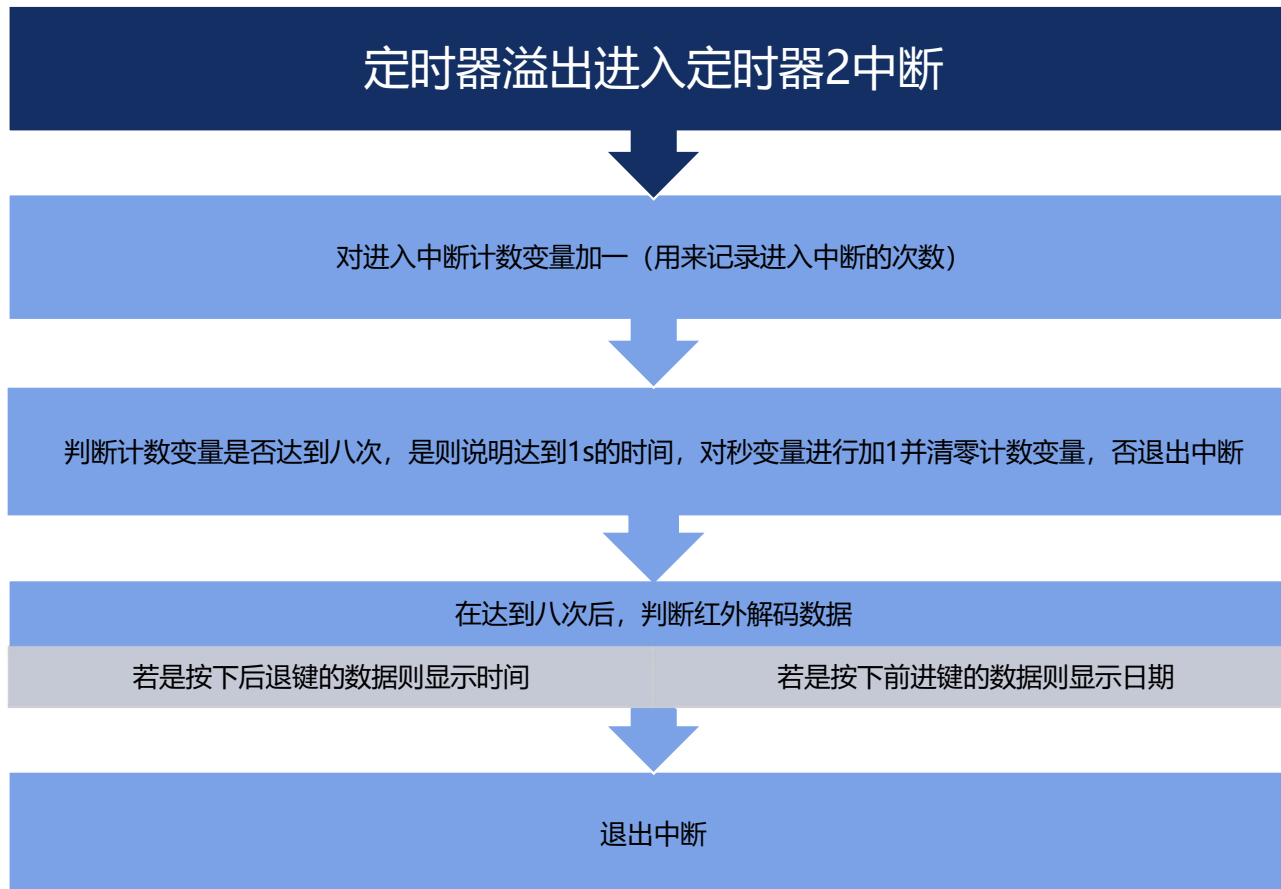 定时器溢出进入定时器2中断
对进入中断计数变量加一（用来记录进入中断的次数）
判断计数变量是否达到八次，是则说明达到1s的时间，对秒变量进行加1并清零计数变量，否退出中断
在达到八次后，判断红外解码数据
若是按下后退键的数据则显示时间
若是按下前进键的数据则显示日期
退出中断